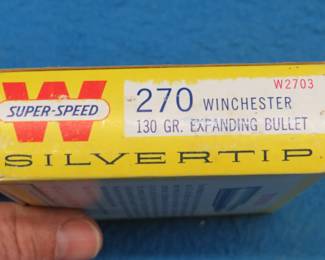 W
SUPER-SPEED
W2703
270 WINCHESTER
130 GR. EXPANDING BULLET
SILVERTIP